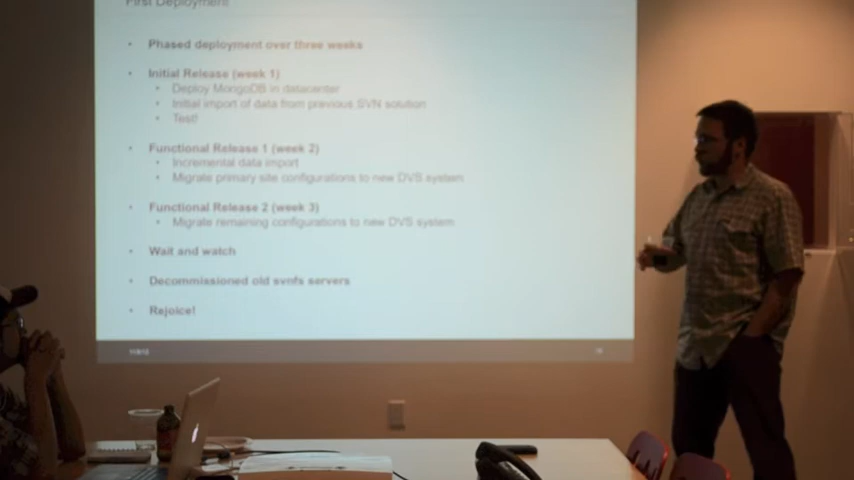 First Deployment
• Phased deployment over three weeks
• Initial Release (week 1)
• Deploy MongoDB in datacenter
• Initial import of data from previous SVN solution
• Test!
• Functional Release 1 (week 2)
• Incremental data import
• Migrate primary site configurations to new DVS system
• Functional Release 2 (week 3)
• Migrate remaining configurations to new DVS system
• Wait and watch
• Decommissioned old svnfs servers
• Rejoice!